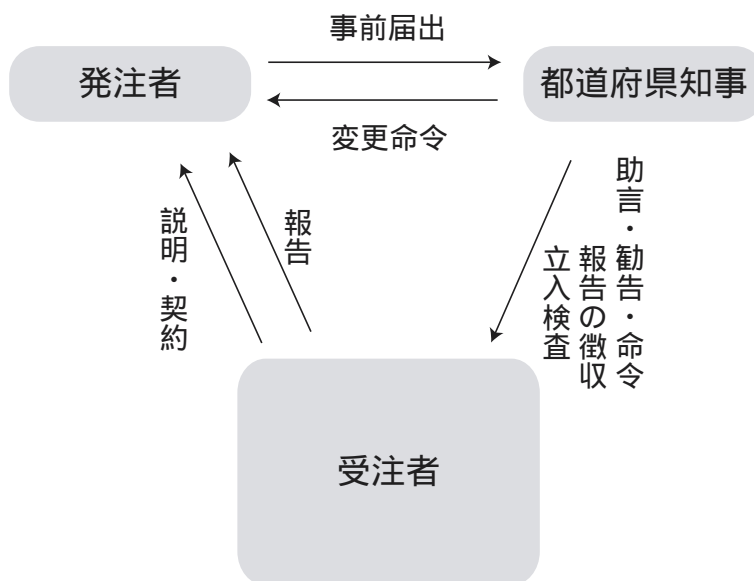 事前届出
発注者
都道府県知事
変更命令
説明・契約
報告
助言・勧告・命令
報告の徴収
立入検査
受注者